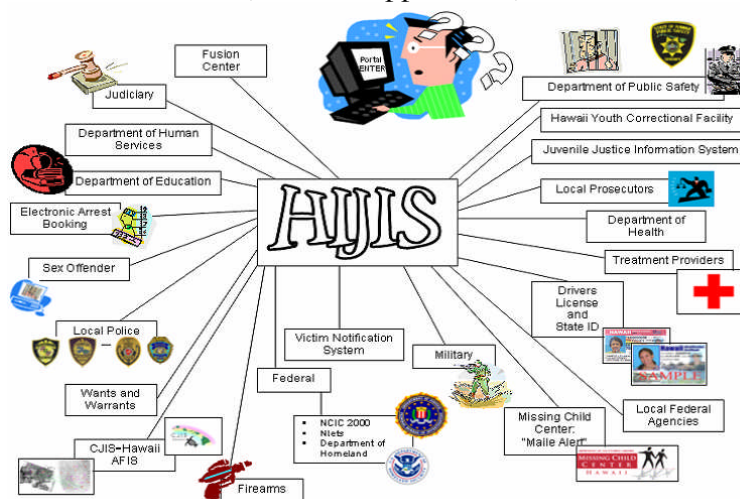 Portal
ENTER
Fusion
Center
Judiciary
Department of Human
Services
Department of Education
Electronic Arrest
Booking
Sex Offender
Local Police
Wants and
Warrants
CJIS-Hawaii
AFIS
Firearms
HIJIS
Department of Public Safety
Hawaii Youth Correctional Facility
Juvenile Justice Information System
Local Prosecutors
Department of
Health
Treatment Providers
Drivers
License
and
State ID
HAWAII
Hawaii
SAMPLE
Victim Notification
System
Federal
▪ NCIC 2000
▪ Nlets
▪ Department of
Homeland
Military
Missing Child
Center:
"Maile Alert"
MISSING CHILD
CENTER
HAWAII
Local Federal
Agencies